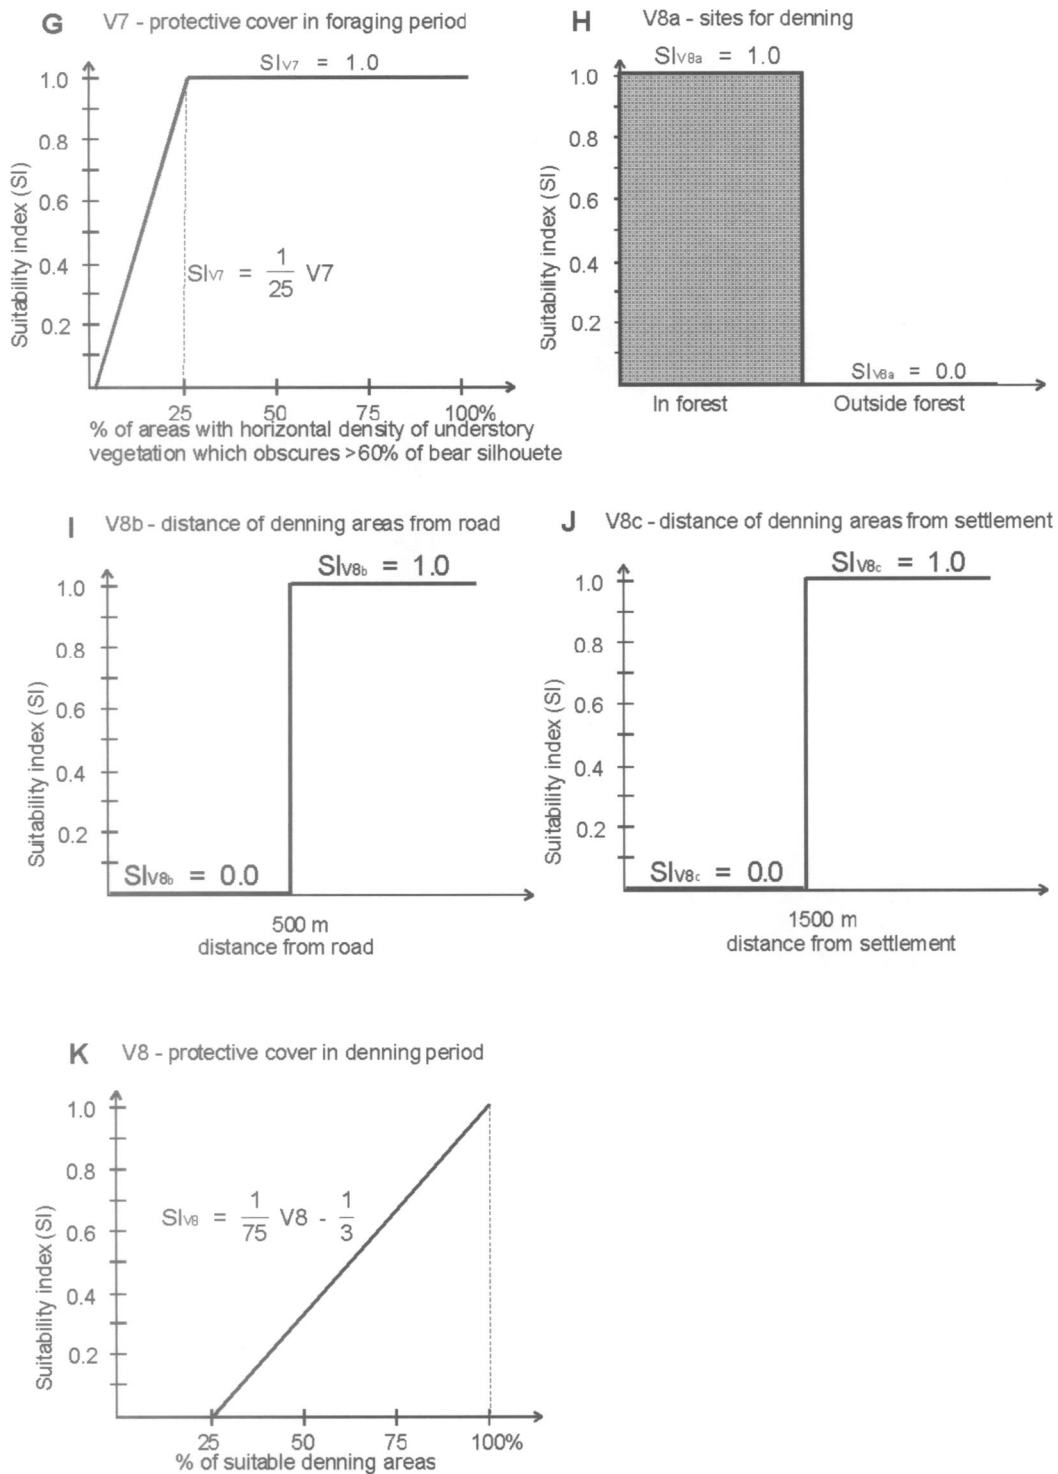 G V7 - protective cover in foraging period
SIV7 = 1.0
1.0
0.8
0.6
0.4
0.2
Suitability index (SI)
SIV7 = 1/25 V7
25 50 75 100%
% of areas with horizontal density of understory
vegetation which obscures >60% of bear silhouete
H V8a - sites for denning
SIV8a = 1.0
1.0
0.8
0.6
0.4
0.2
Suitability index (SI)
SIV8a = 0.0
In forest Outside forest
I V8b - distance of denning areas from road
SIV8b = 1.0
1.0
0.8
0.6
0.4
0.2
Suitability index (SI)
SIV8b = 0.0
500 m
distance from road
J V8c - distance of denning areas from settlement
SIV8c = 1.0
1.0
0.8
0.6
0.4
0.2
Suitability index (SI)
SIV8c = 0.0
1500 m
distance from settlement
K V8 - protective cover in denning period
1.0
0.8
0.6
0.4
0.2
Suitability index (SI)
SIV8 = 1/75 V8 - 1/3
25 50 75 100%
% of suitable denning areas